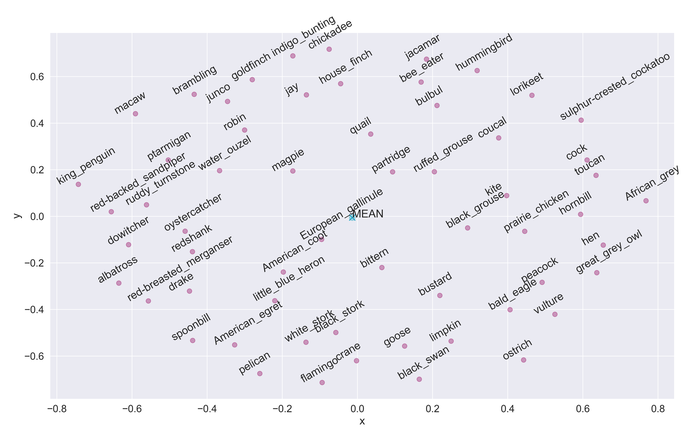 indigo_bunting
chickadee
jacamar
hummingbird
goldfinch
house_finch
bee_eater
brambling
junco
jay
bulbul
lorikeet
sulphur-crested_cockatoo
macaw
robin
quail
coucal
ptarmigan
water_ouzel
magpie
partridge
ruffed_grouse
cock
toucan
king_penguin
red-backed_sandpiper
ruddy_turnstone
kite
African_grey
European_gallinule
MEAN
black_grouse
prairie_chicken
hornbill
dowitcher
oystercatcher
redshank
American_coot
hen
great_grey_owl
albatross
red-breasted_merganser
drake
little_blue_heron
bittern
bustard
peacock
bald_eagle
vulture
spoonbill
American_egret
white_stork
black_stork
goose
limpkin
pelican
flamingo
crane
black_swan
ostrich
0.6
0.4
0.2
0.0
−0.2
−0.4
−0.6
y
−0.8 −0.6 −0.4 −0.2 0.0 0.2 0.4 0.6 0.8
x